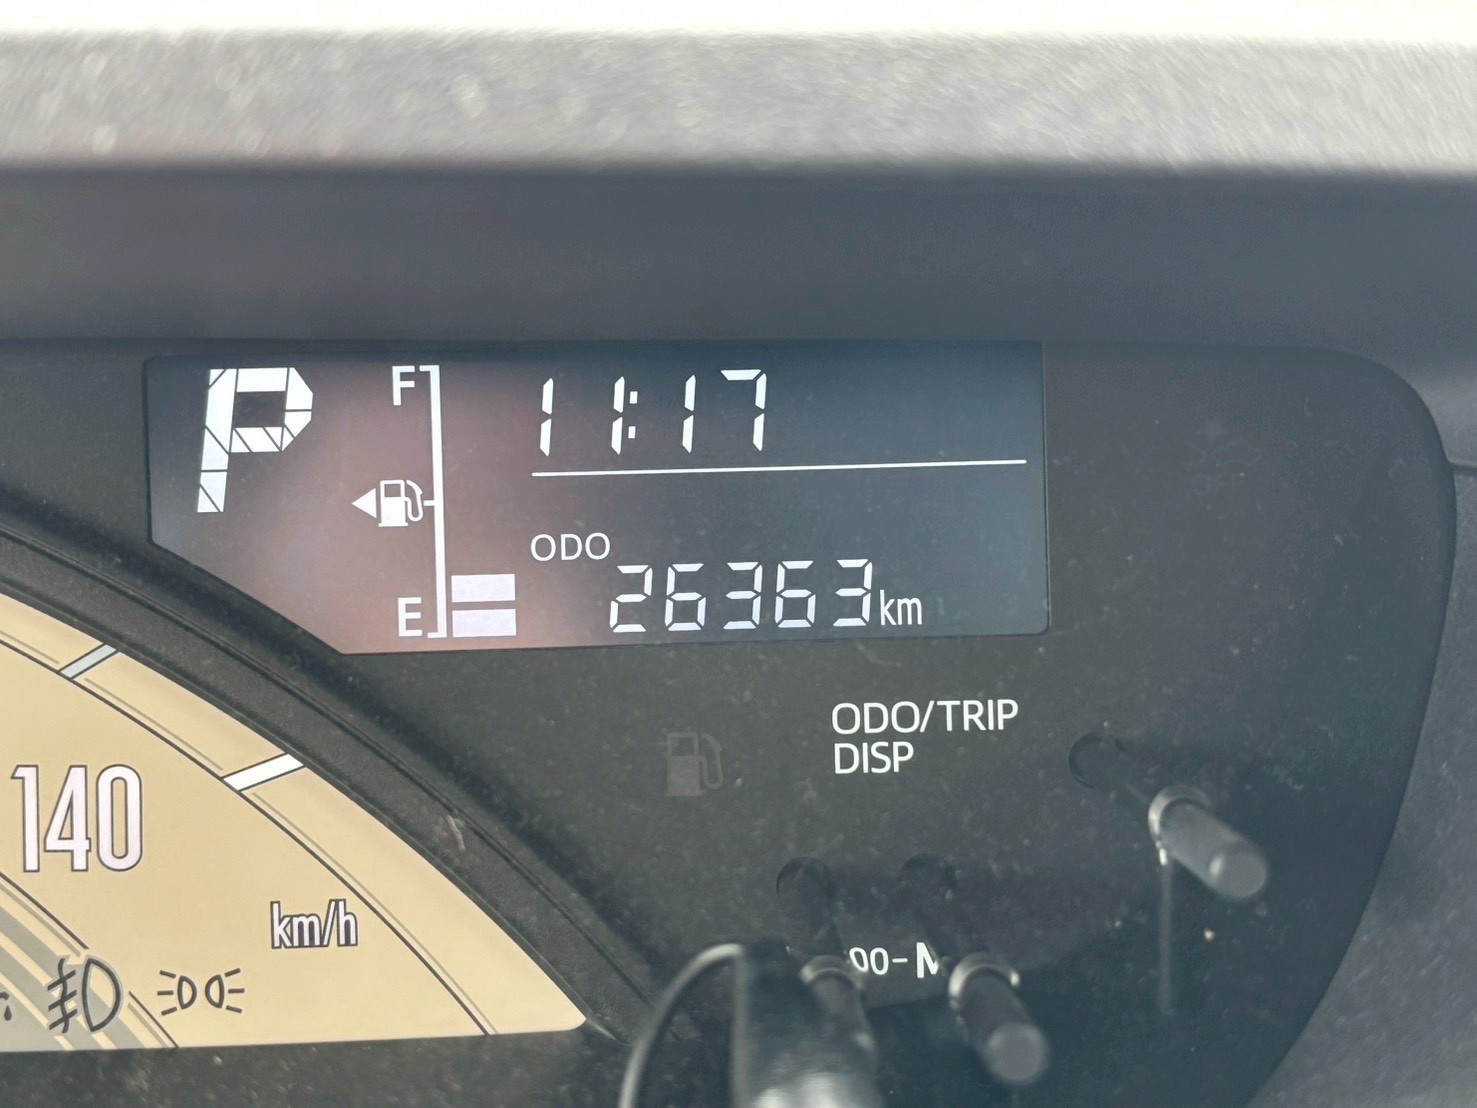 P
F
11:17
ODO
26363km
E
ODO/TRIP
DISP
140
km/h